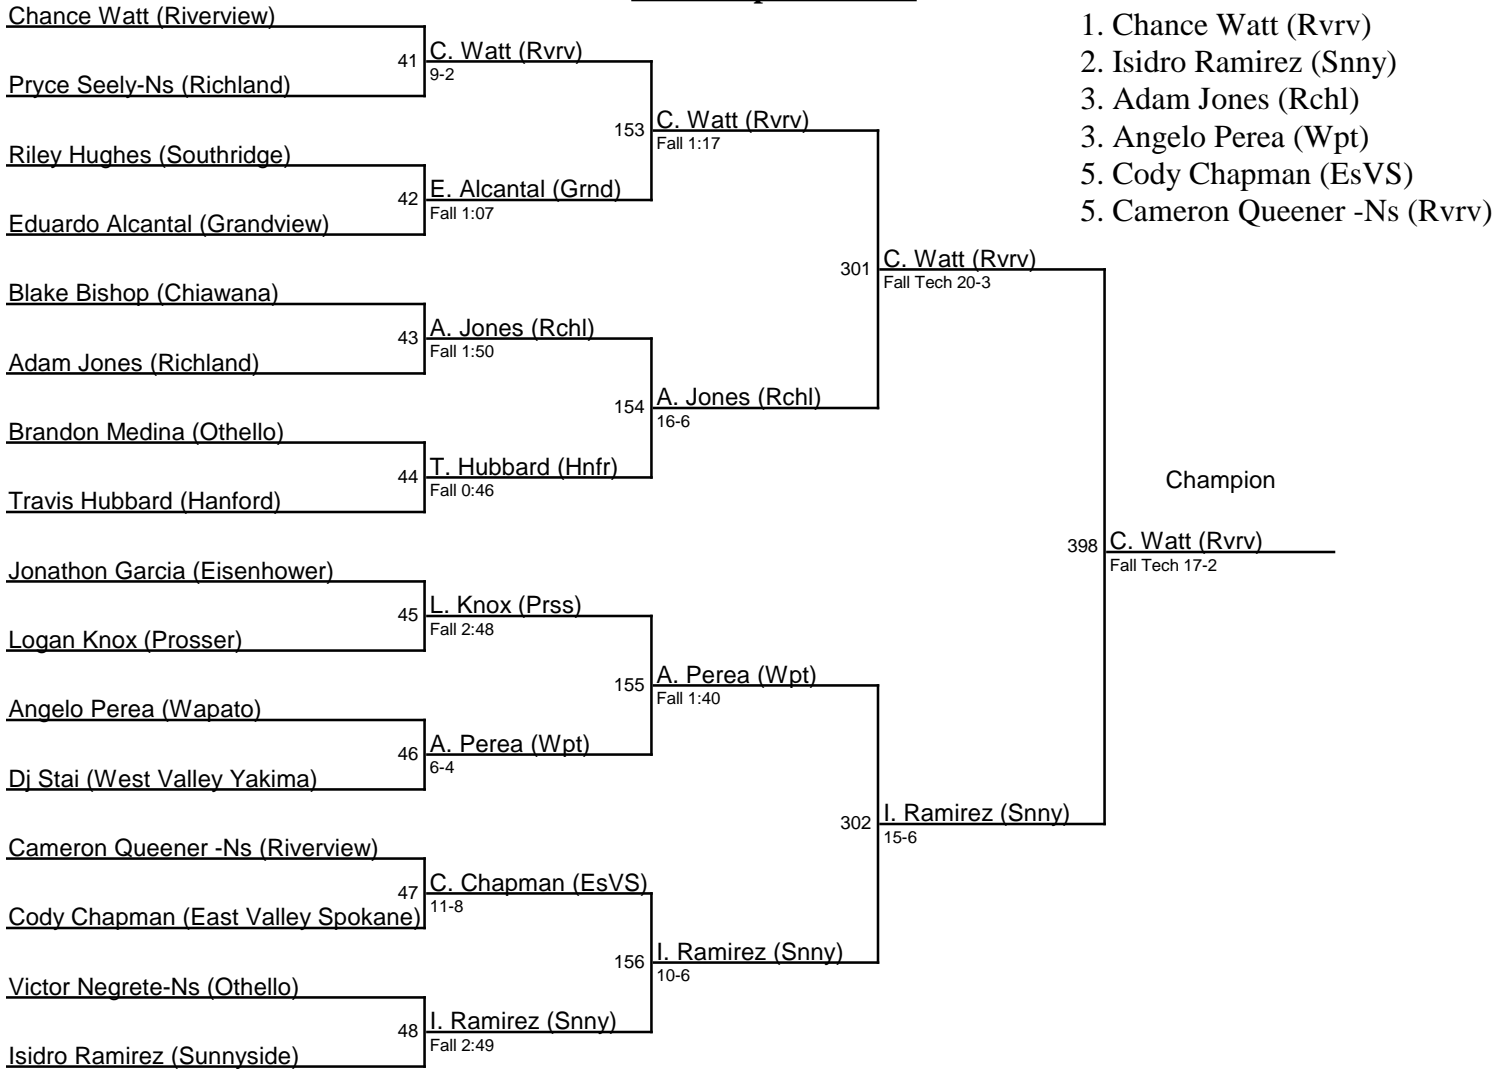 Chance Watt (Riverview)
41
C. Watt (Rvrv)
9-2
Pryce Seely-Ns (Richland)
153
C. Watt (Rvrv)
Fall 1:17
Riley Hughes (Southridge)
42
E. Alcantal (Grnd)
Fall 1:07
Eduardo Alcantal (Grandview)
301
C. Watt (Rvrv)
Fall Tech 20-3
Blake Bishop (Chiawana)
43
A. Jones (Rchl)
Fall 1:50
Adam Jones (Richland)
154
A. Jones (Rchl)
16-6
Brandon Medina (Othello)
44
T. Hubbard (Hnfr)
Fall 0:46
Travis Hubbard (Hanford)
Champion
398
C. Watt (Rvrv)
Fall Tech 17-2
Jonathon Garcia (Eisenhower)
45
L. Knox (Prss)
Fall 2:48
Logan Knox (Prosser)
155
A. Perea (Wpt)
Fall 1:40
Angelo Perea (Wapato)
46
A. Perea (Wpt)
6-4
Dj Stai (West Valley Yakima)
302
I. Ramirez (Snny)
15-6
Cameron Queener -Ns (Riverview)
47
C. Chapman (EsVS)
11-8
Cody Chapman (East Valley Spokane)
156
I. Ramirez (Snny)
10-6
Victor Negrete-Ns (Othello)
48
I. Ramirez (Snny)
Fall 2:49
Isidro Ramirez (Sunnyside)
1. Chance Watt (Rvrv)
2. Isidro Ramirez (Snny)
3. Adam Jones (Rchl)
3. Angelo Perea (Wpt)
5. Cody Chapman (EsVS)
5. Cameron Queener -Ns (Rvrv)